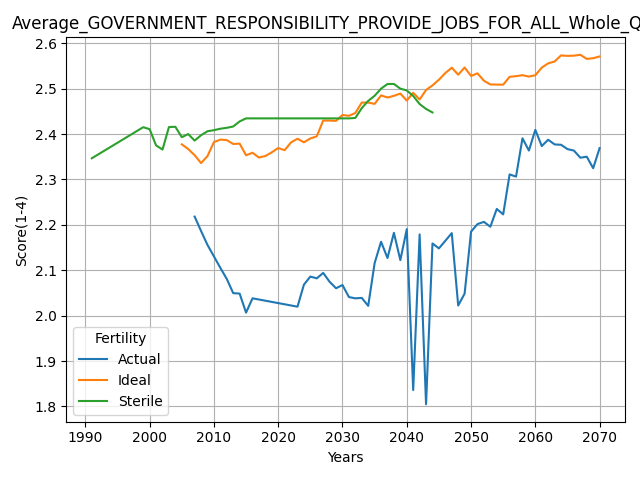 Average_GOVERNMENT_RESPONSIBILITY_PROVIDE_JOBS_FOR_ALL_Whole_Q
2.6
2.5
2.4
2.3
2.2
2.1
2.0
1.9
1.8
Score(1-4)
Fertility
Actual
Ideal
Sterile
1990 2000 2010 2020 2030 2040 2050 2060 2070
Years